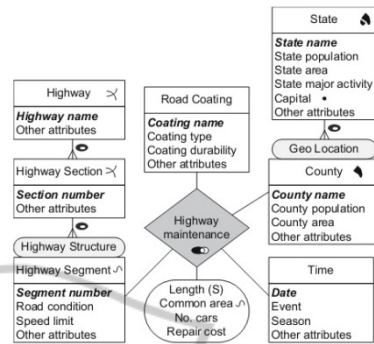 State
State name
State population
State area
State major activity
Capital
Other attributes
Geo Location
County
County name
County population
County area
Other attributes
Highway
Highway name
Other attributes
Highway Section
Section number
Other attributes
Highway Structure
Highway Segment
Segment number
Road condition
Speed limit
Other attributes
Road Coating
Coating name
Coating type
Coating durability
Other attributes
Highway
maintenance
Length (S)
Common area
No. cars
Repair cost
Time
Date
Event
Season
Other attributes